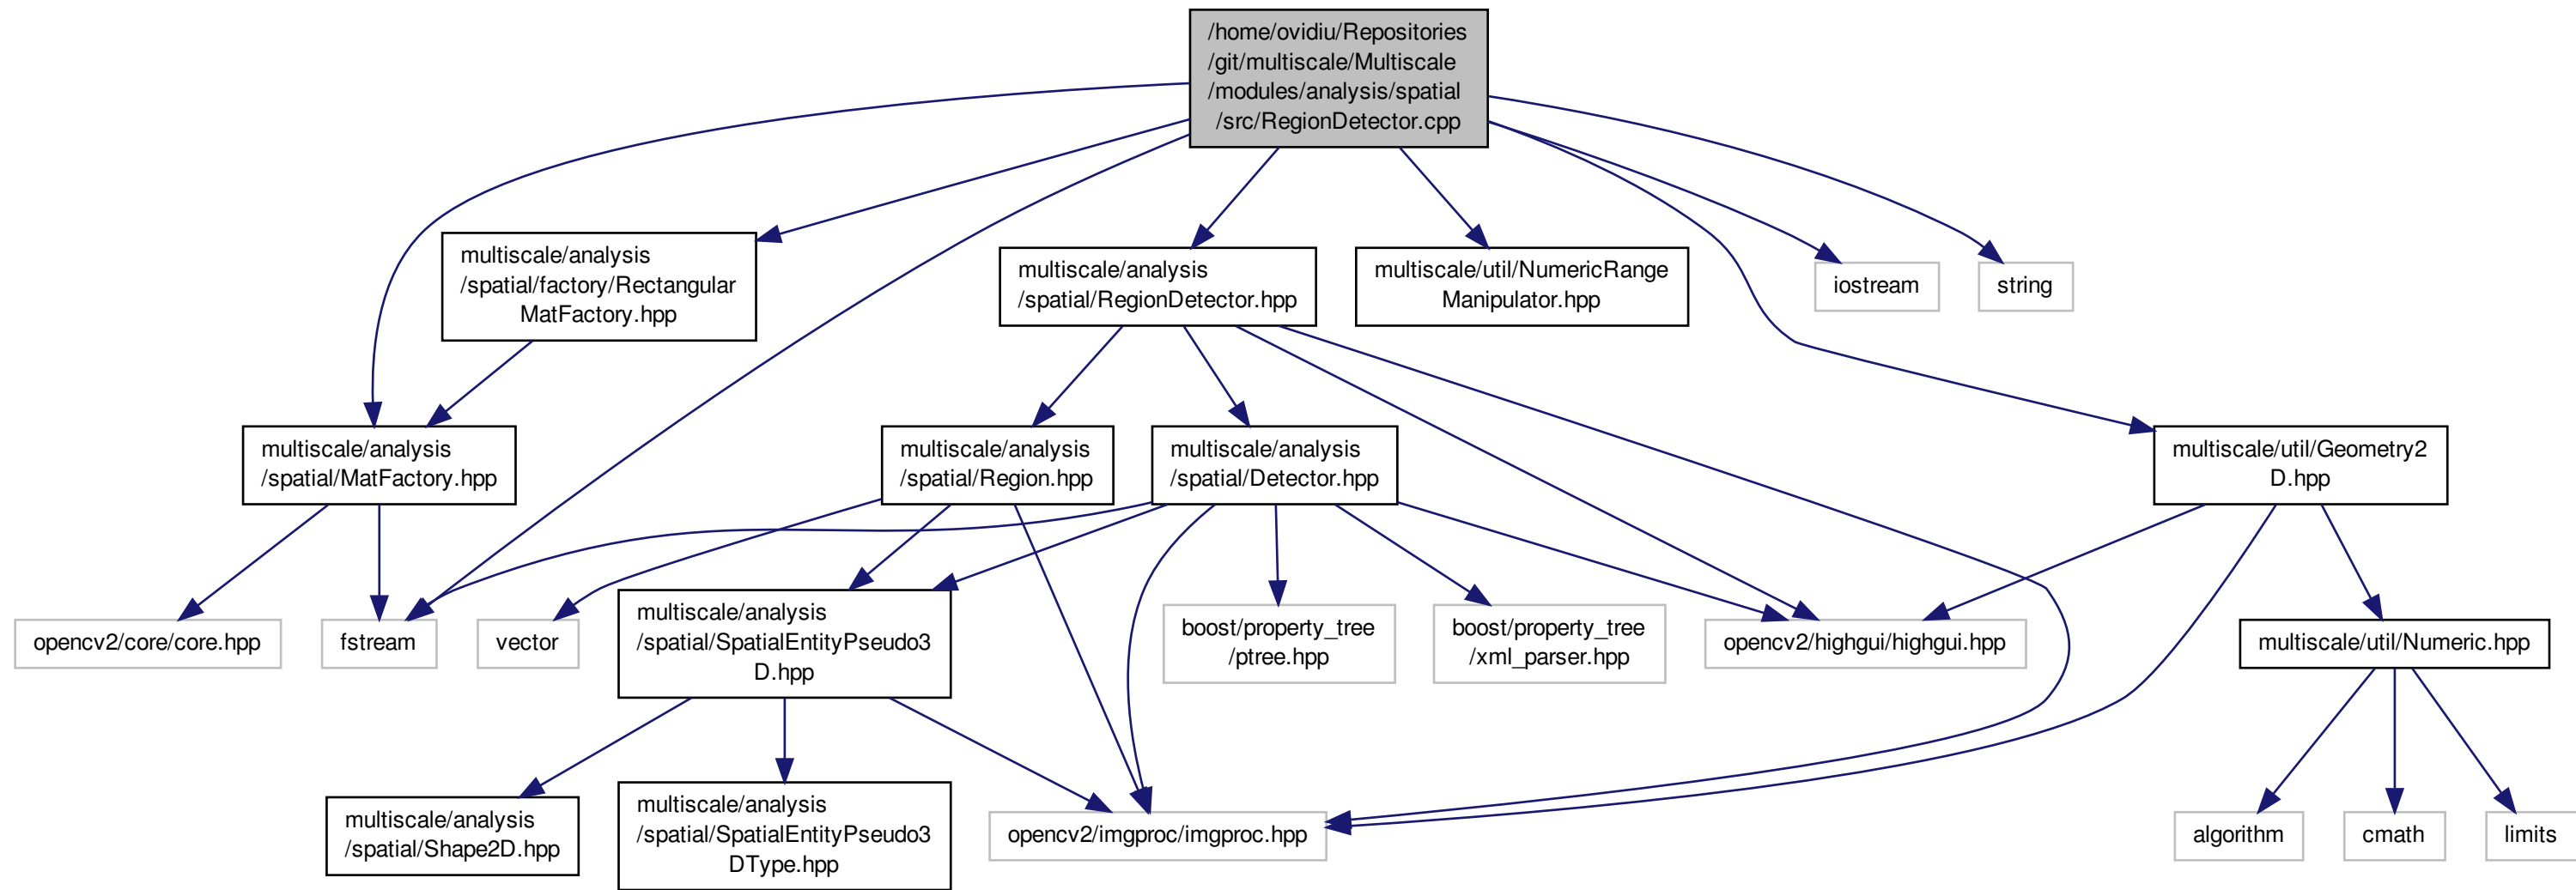 /home/ovidiu/Repositories
/git/multiscale/Multiscale
/modules/analysis/spatial
/src/RegionDetector.cpp
multiscale/analysis
/spatial/factory/Rectangular
MatFactory.hpp
multiscale/analysis
/spatial/RegionDetector.hpp
multiscale/util/NumericRange
Manipulator.hpp
iostream
string
multiscale/analysis
/spatial/MatFactory.hpp
multiscale/analysis
/spatial/Region.hpp
multiscale/analysis
/spatial/Detector.hpp
multiscale/util/Geometry2
D.hpp
opencv2/core/core.hpp
fstream
vector
multiscale/analysis
/spatial/SpatialEntityPseudo3
D.hpp
boost/property_tree
/ptree.hpp
boost/property_tree
/xml_parser.hpp
opencv2/highgui/highgui.hpp
multiscale/util/Numeric.hpp
multiscale/analysis
/spatial/Shape2D.hpp
multiscale/analysis
/spatial/SpatialEntityPseudo3
DType.hpp
opencv2/imgproc/imgproc.hpp
algorithm
cmath
limits